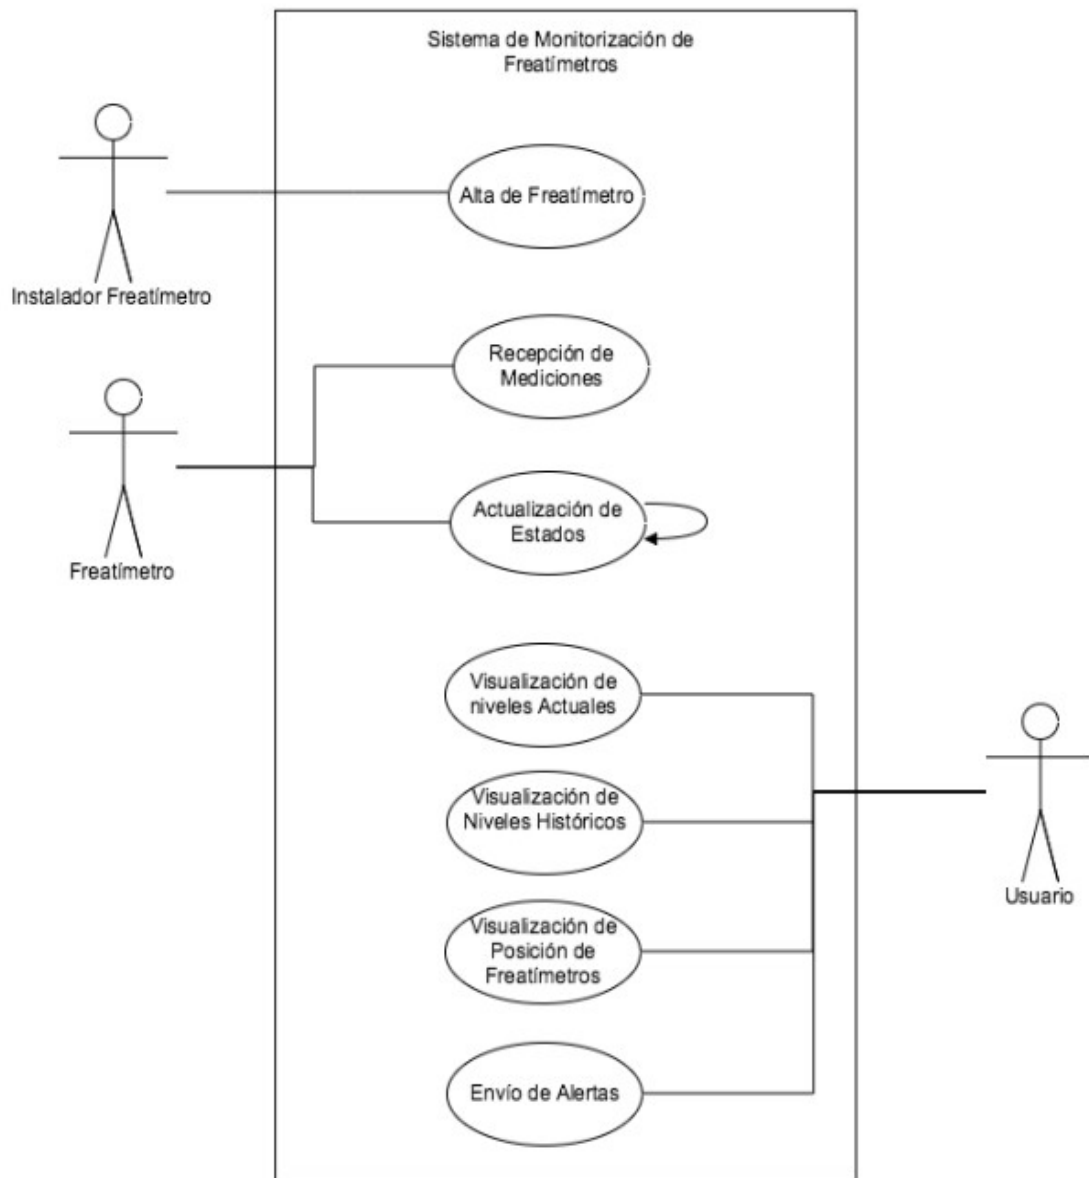 Sistema de Monitorización de
Freatímetros
Alta de Freatímetro
Instalador Freatímetro
Recepción de
Mediciones
Actualización de
Estados
Freatímetro
Visualización de
niveles Actuales
Visualización de
Niveles Históricos
Usuario
Visualización de
Posición de
Freatímetros
Envío de Alertas